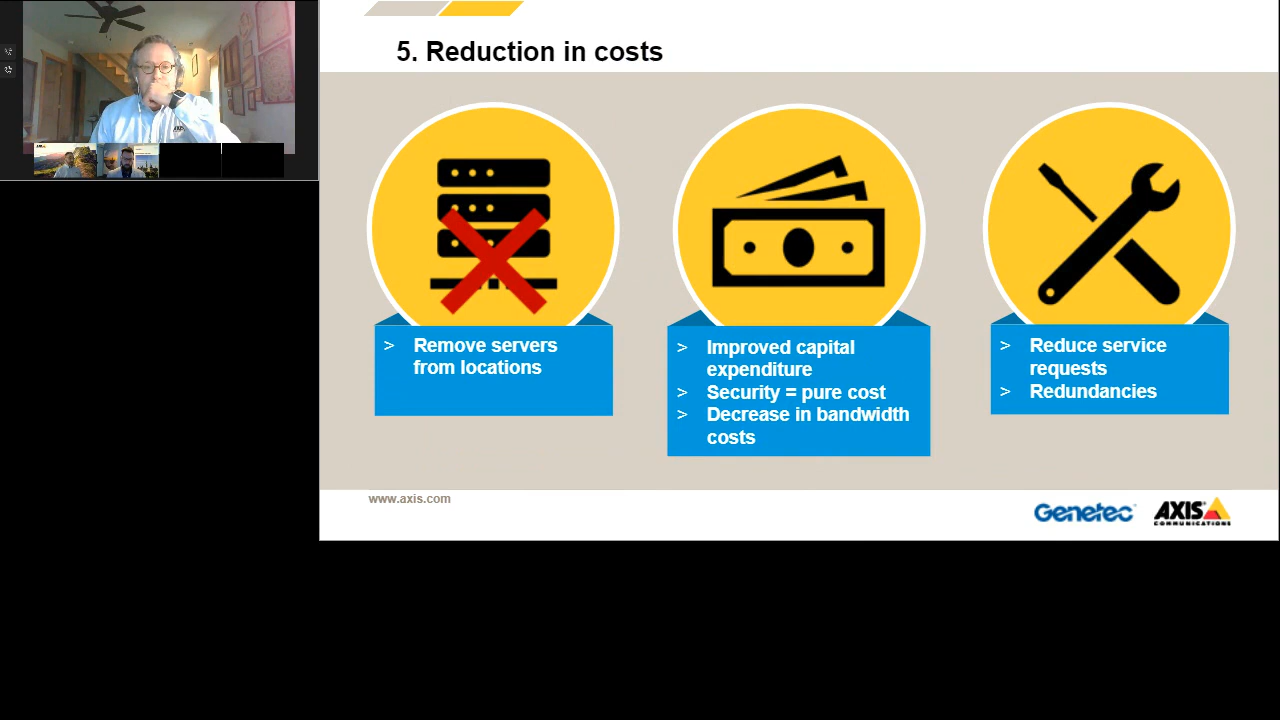 5. Reduction in costs
> Remove servers
from locations
> Improved capital
expenditure
> Security = pure cost
> Decrease in bandwidth
costs
> Reduce service
requests
> Redundancies
www.axis.com
Genetec
AXIS
COMMUNICATIONS